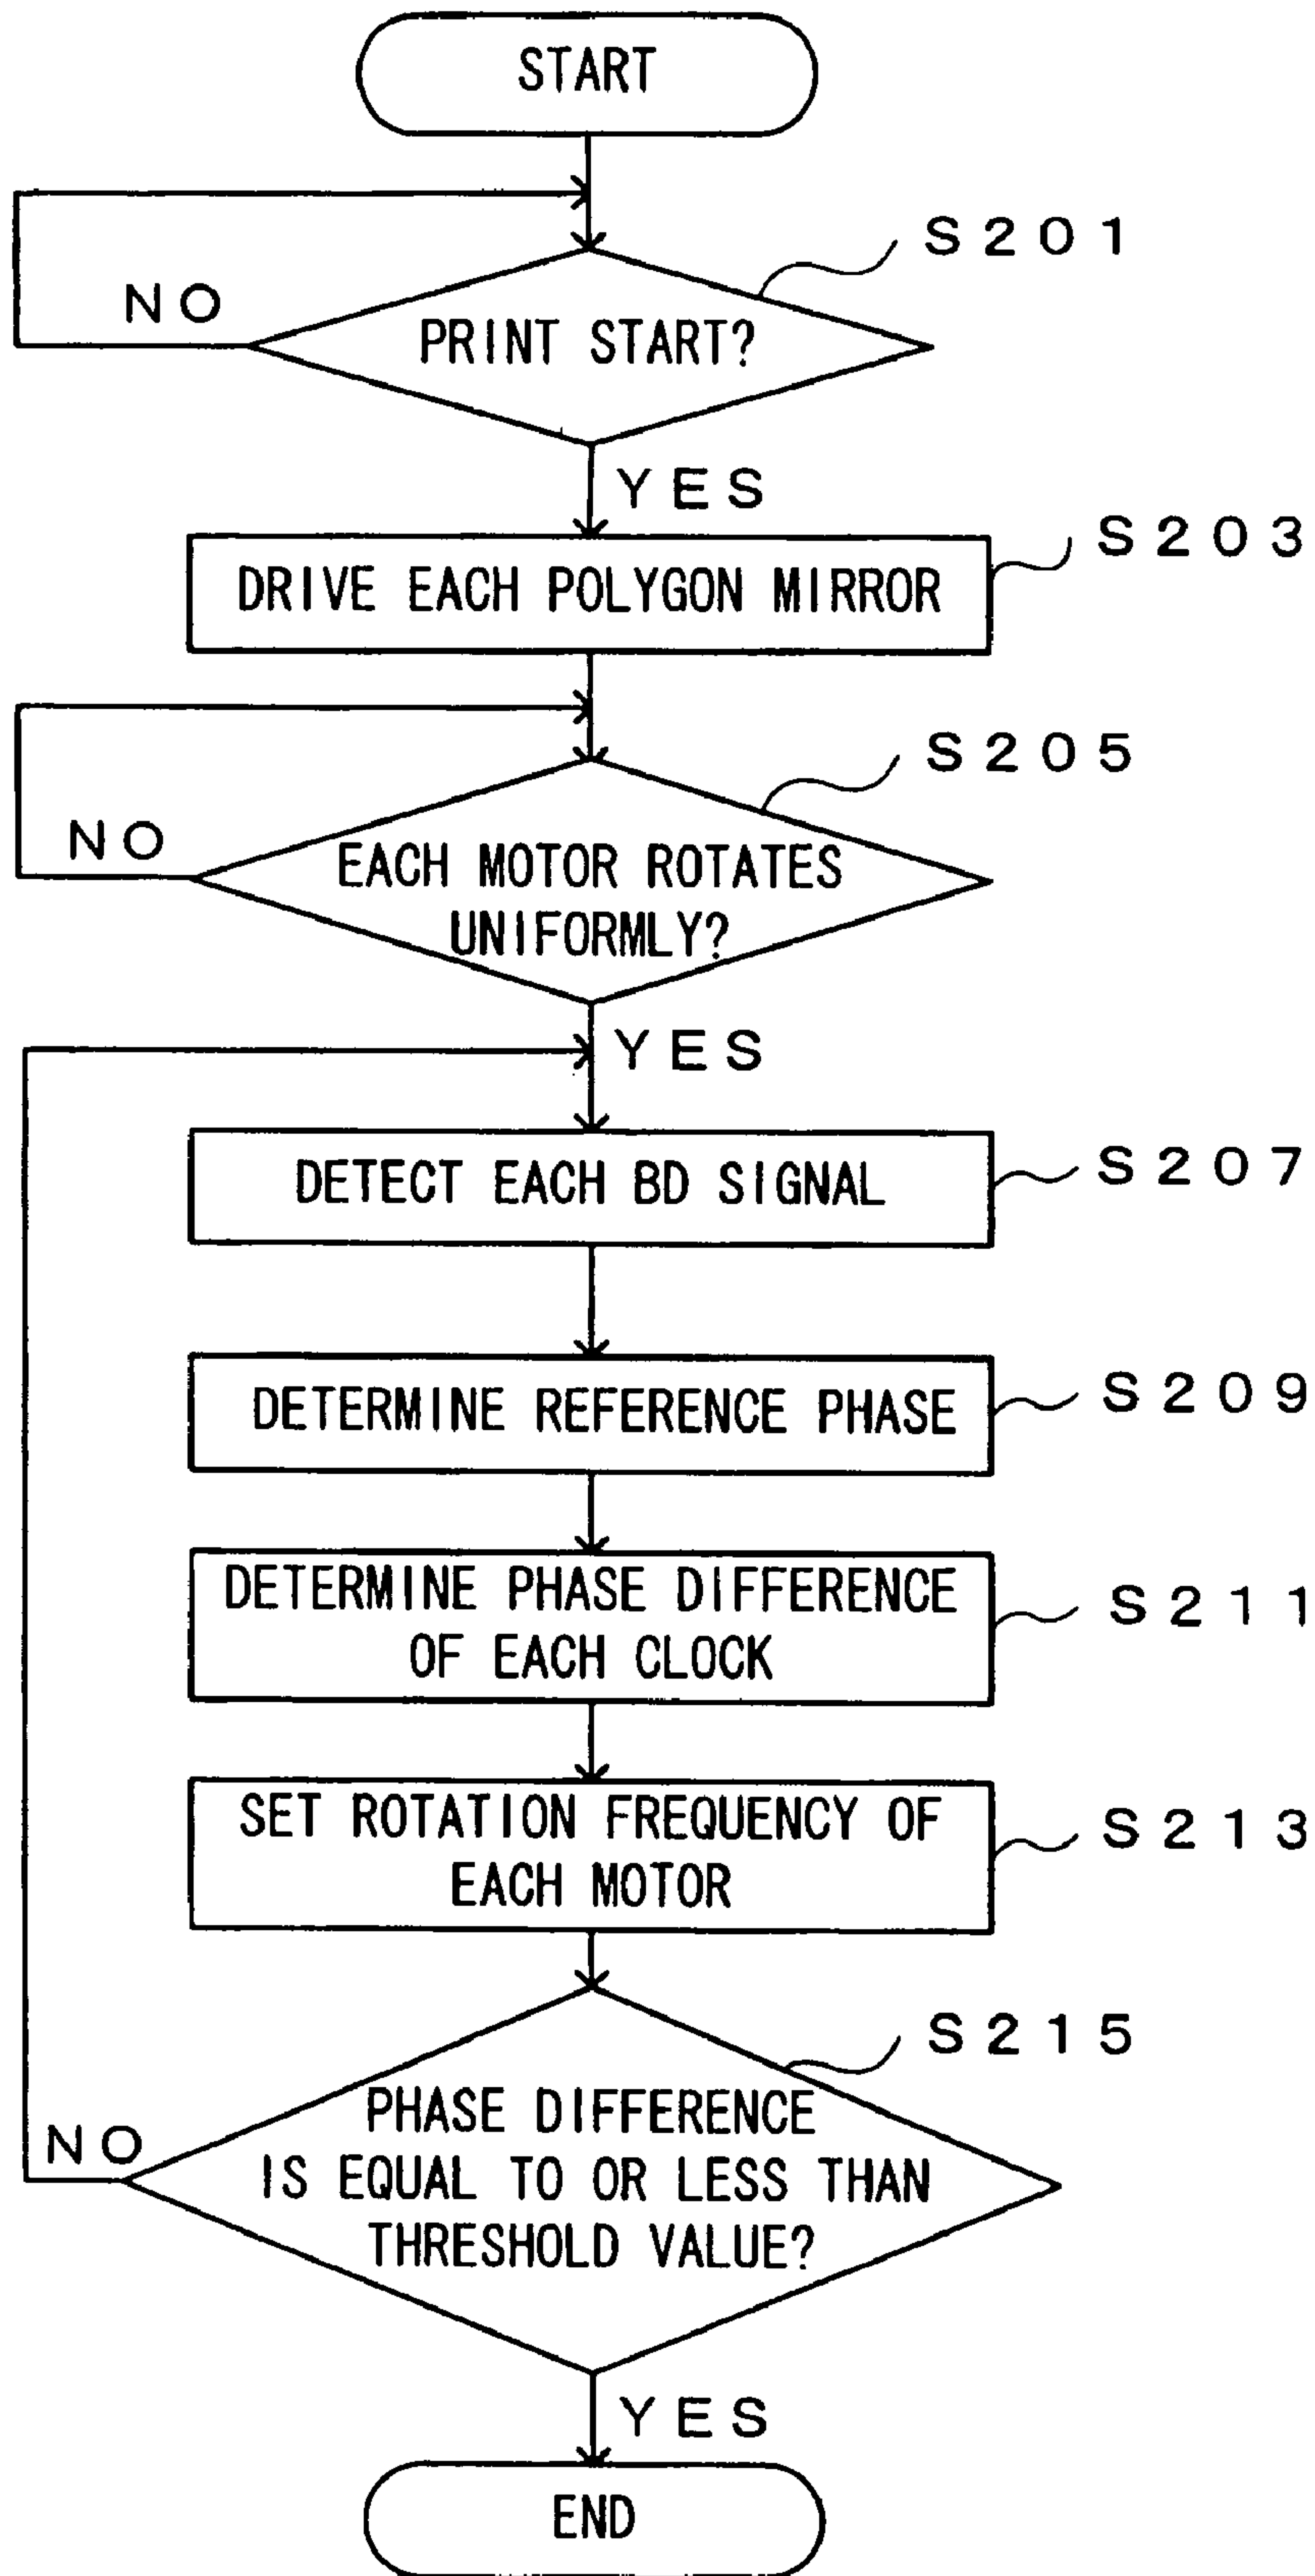 START
S201
NO
PRINT START?
YES
S203
DRIVE EACH POLYGON MIRROR
S205
NO
EACH MOTOR ROTATES
UNIFORMLY?
YES
DETECT EACH BD SIGNAL
S207
DETERMINE REFERENCE PHASE
S209
DETERMINE PHASE DIFFERENCE
OF EACH CLOCK
S211
SET ROTATION FREQUENCY OF
EACH MOTOR
S213
S215
PHASE DIFFERENCE
IS EQUAL TO OR LESS THAN
THRESHOLD VALUE?
NO
YES
END